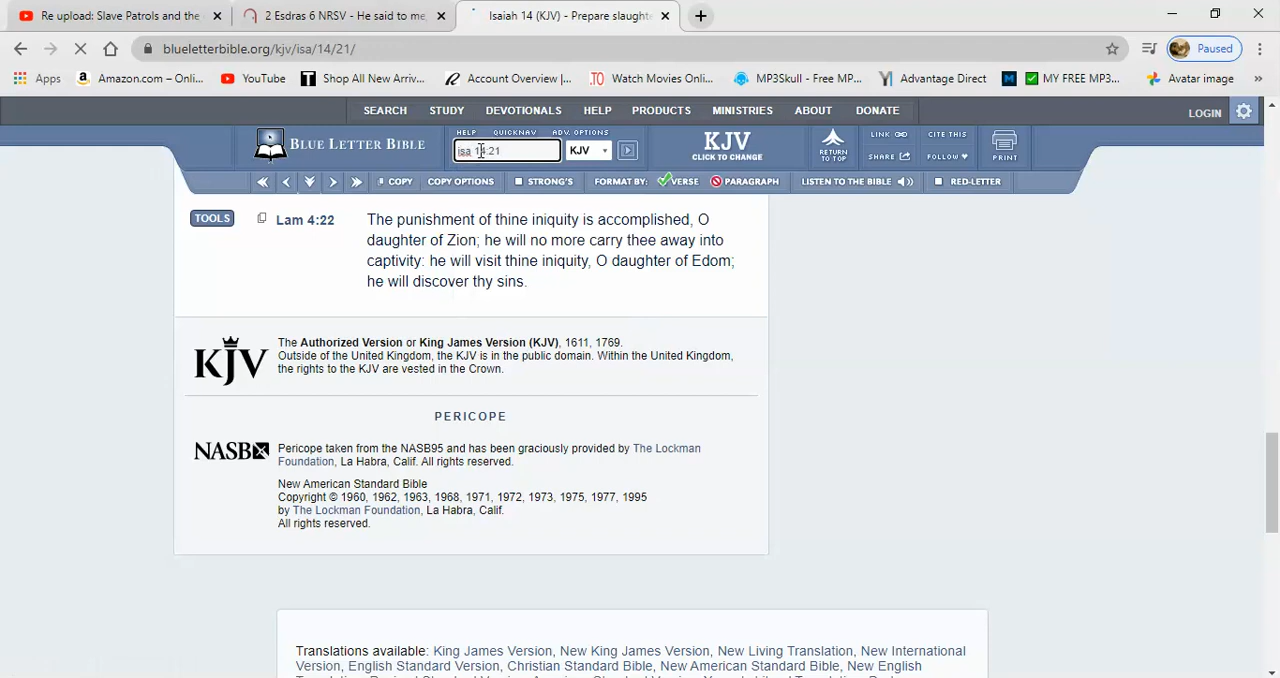 Re upload: Slave Patrols and the
2 Esdras 6 NRSV - He said to me,
Isaiah 14 (KJV) - Prepare slaught
blueletterbible.org/kjv/isa/14/21/
Paused
Apps
Amazon.com – Onli...
YouTube
Shop All New Arriv...
Account Overview |...
Watch Movies Onlin...
MP3Skull - Free MP...
Advantage Direct
MY FREE MP3...
Avatar image
SEARCH STUDY DEVOTIONALS HELP PRODUCTS MINISTRIES ABOUT DONATE
LOGIN
BLUE LETTER BIBLE
HELP QUICKNAV ADV. OPTIONS
isa 14:21
KJV
KJV
CLICK TO CHANGE
RETURN
TO TOP
LINK
CITE THIS
SHARE
FOLLOW
PRINT
COPY COPY OPTIONS STRONG'S FORMAT BY: VERSE PARAGRAPH LISTEN TO THE BIBLE RED-LETTER
TOOLS
Lam 4:22
The punishment of thine iniquity is accomplished, O
daughter of Zion; he will no more carry thee away into
captivity: he will visit thine iniquity, O daughter of Edom;
he will discover thy sins.
KJV
The Authorized Version or King James Version (KJV), 1611, 1769.
Outside of the United Kingdom, the KJV is in the public domain. Within the United Kingdom,
the rights to the KJV are vested in the Crown.
PERICOPE
NASB
Pericope taken from the NASB95 and has been graciously provided by The Lockman
Foundation, La Habra, Calif. All rights reserved.
New American Standard Bible
Copyright © 1960, 1962, 1963, 1968, 1971, 1972, 1973, 1975, 1977, 1995
by The Lockman Foundation, La Habra, Calif.
All rights reserved.
Translations available: King James Version, New King James Version, New Living Translation, New International
Version, English Standard Version, Christian Standard Bible, New American Standard Bible, New English